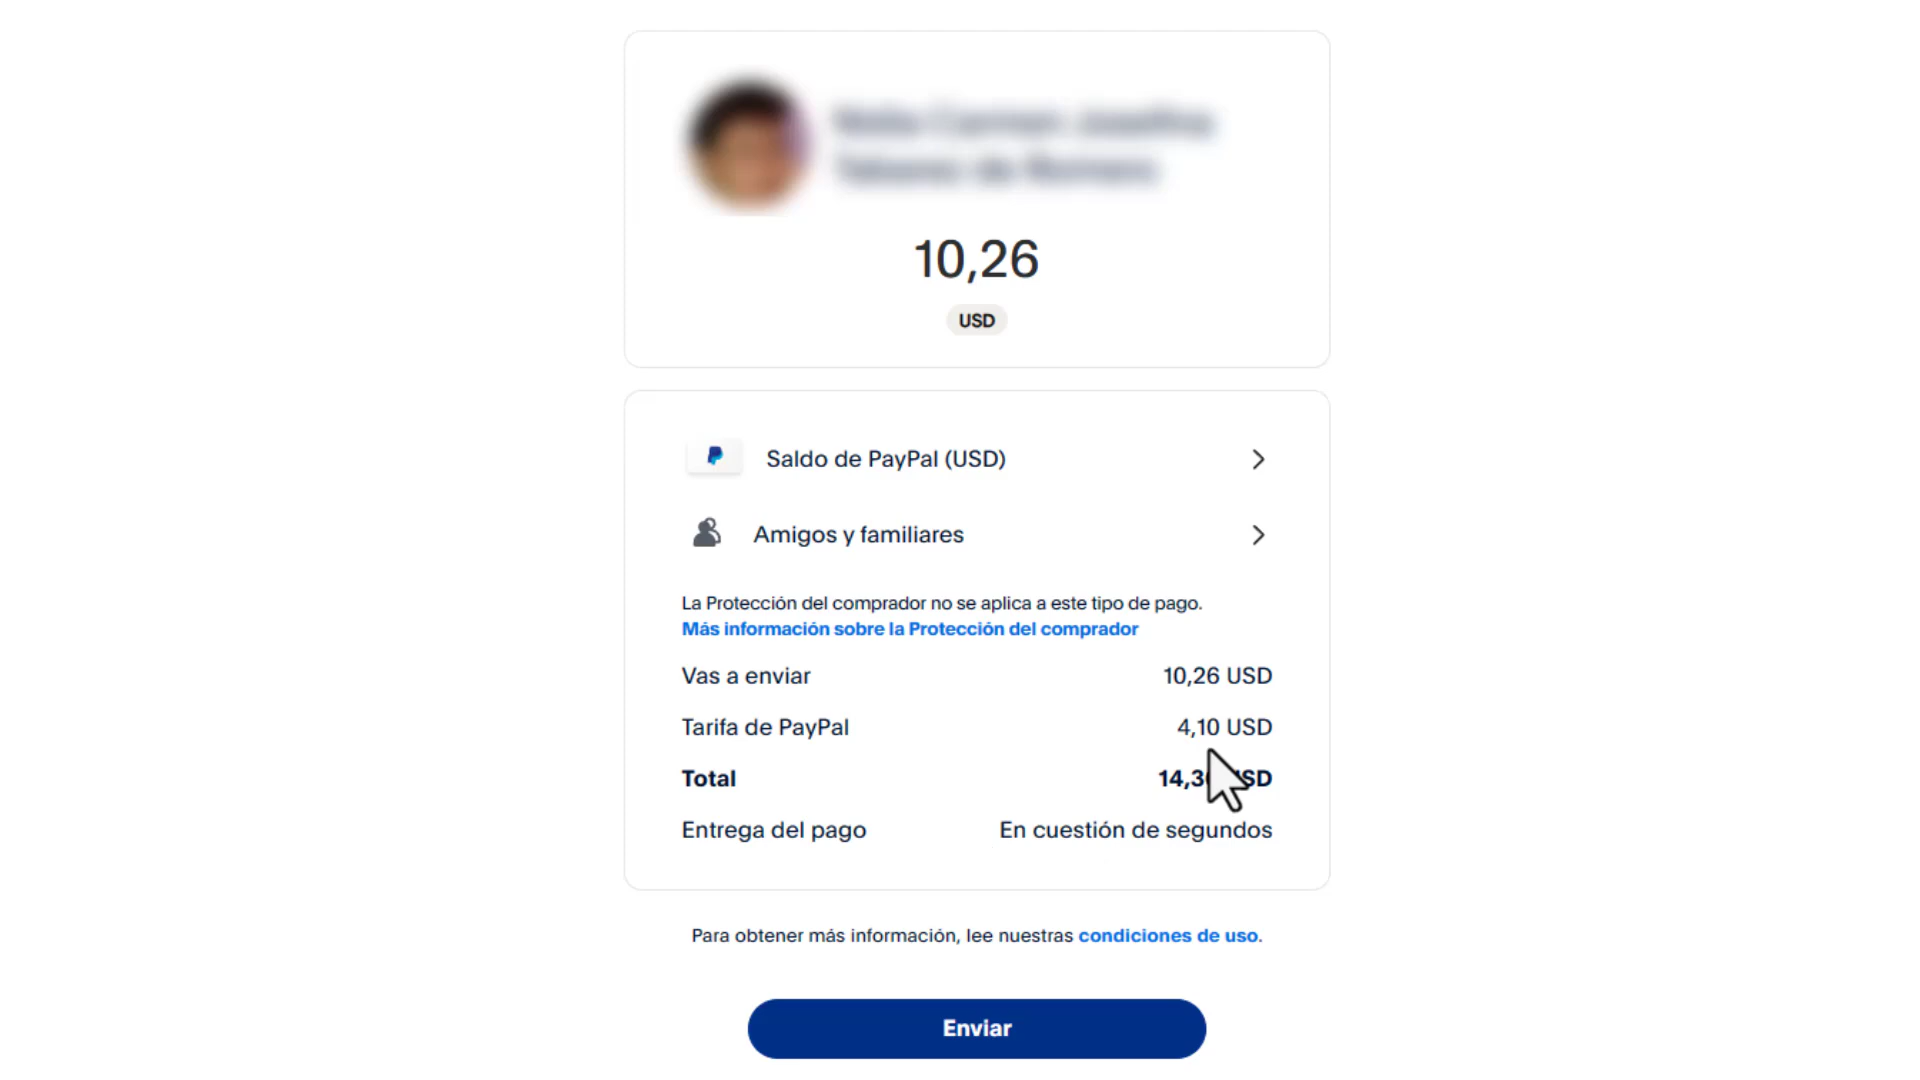 10,26
USD
Saldo de PayPal (USD)
Amigos y familiares
La Protección del comprador no se aplica a este tipo de pago.
Más información sobre la Protección del comprador
Vas a enviar 10,26 USD
Tarifa de PayPal 4,10 USD
Total
Entrega del pago En cuestión de segundos
Para obtener más información, lee nuestras condiciones de uso.
Enviar